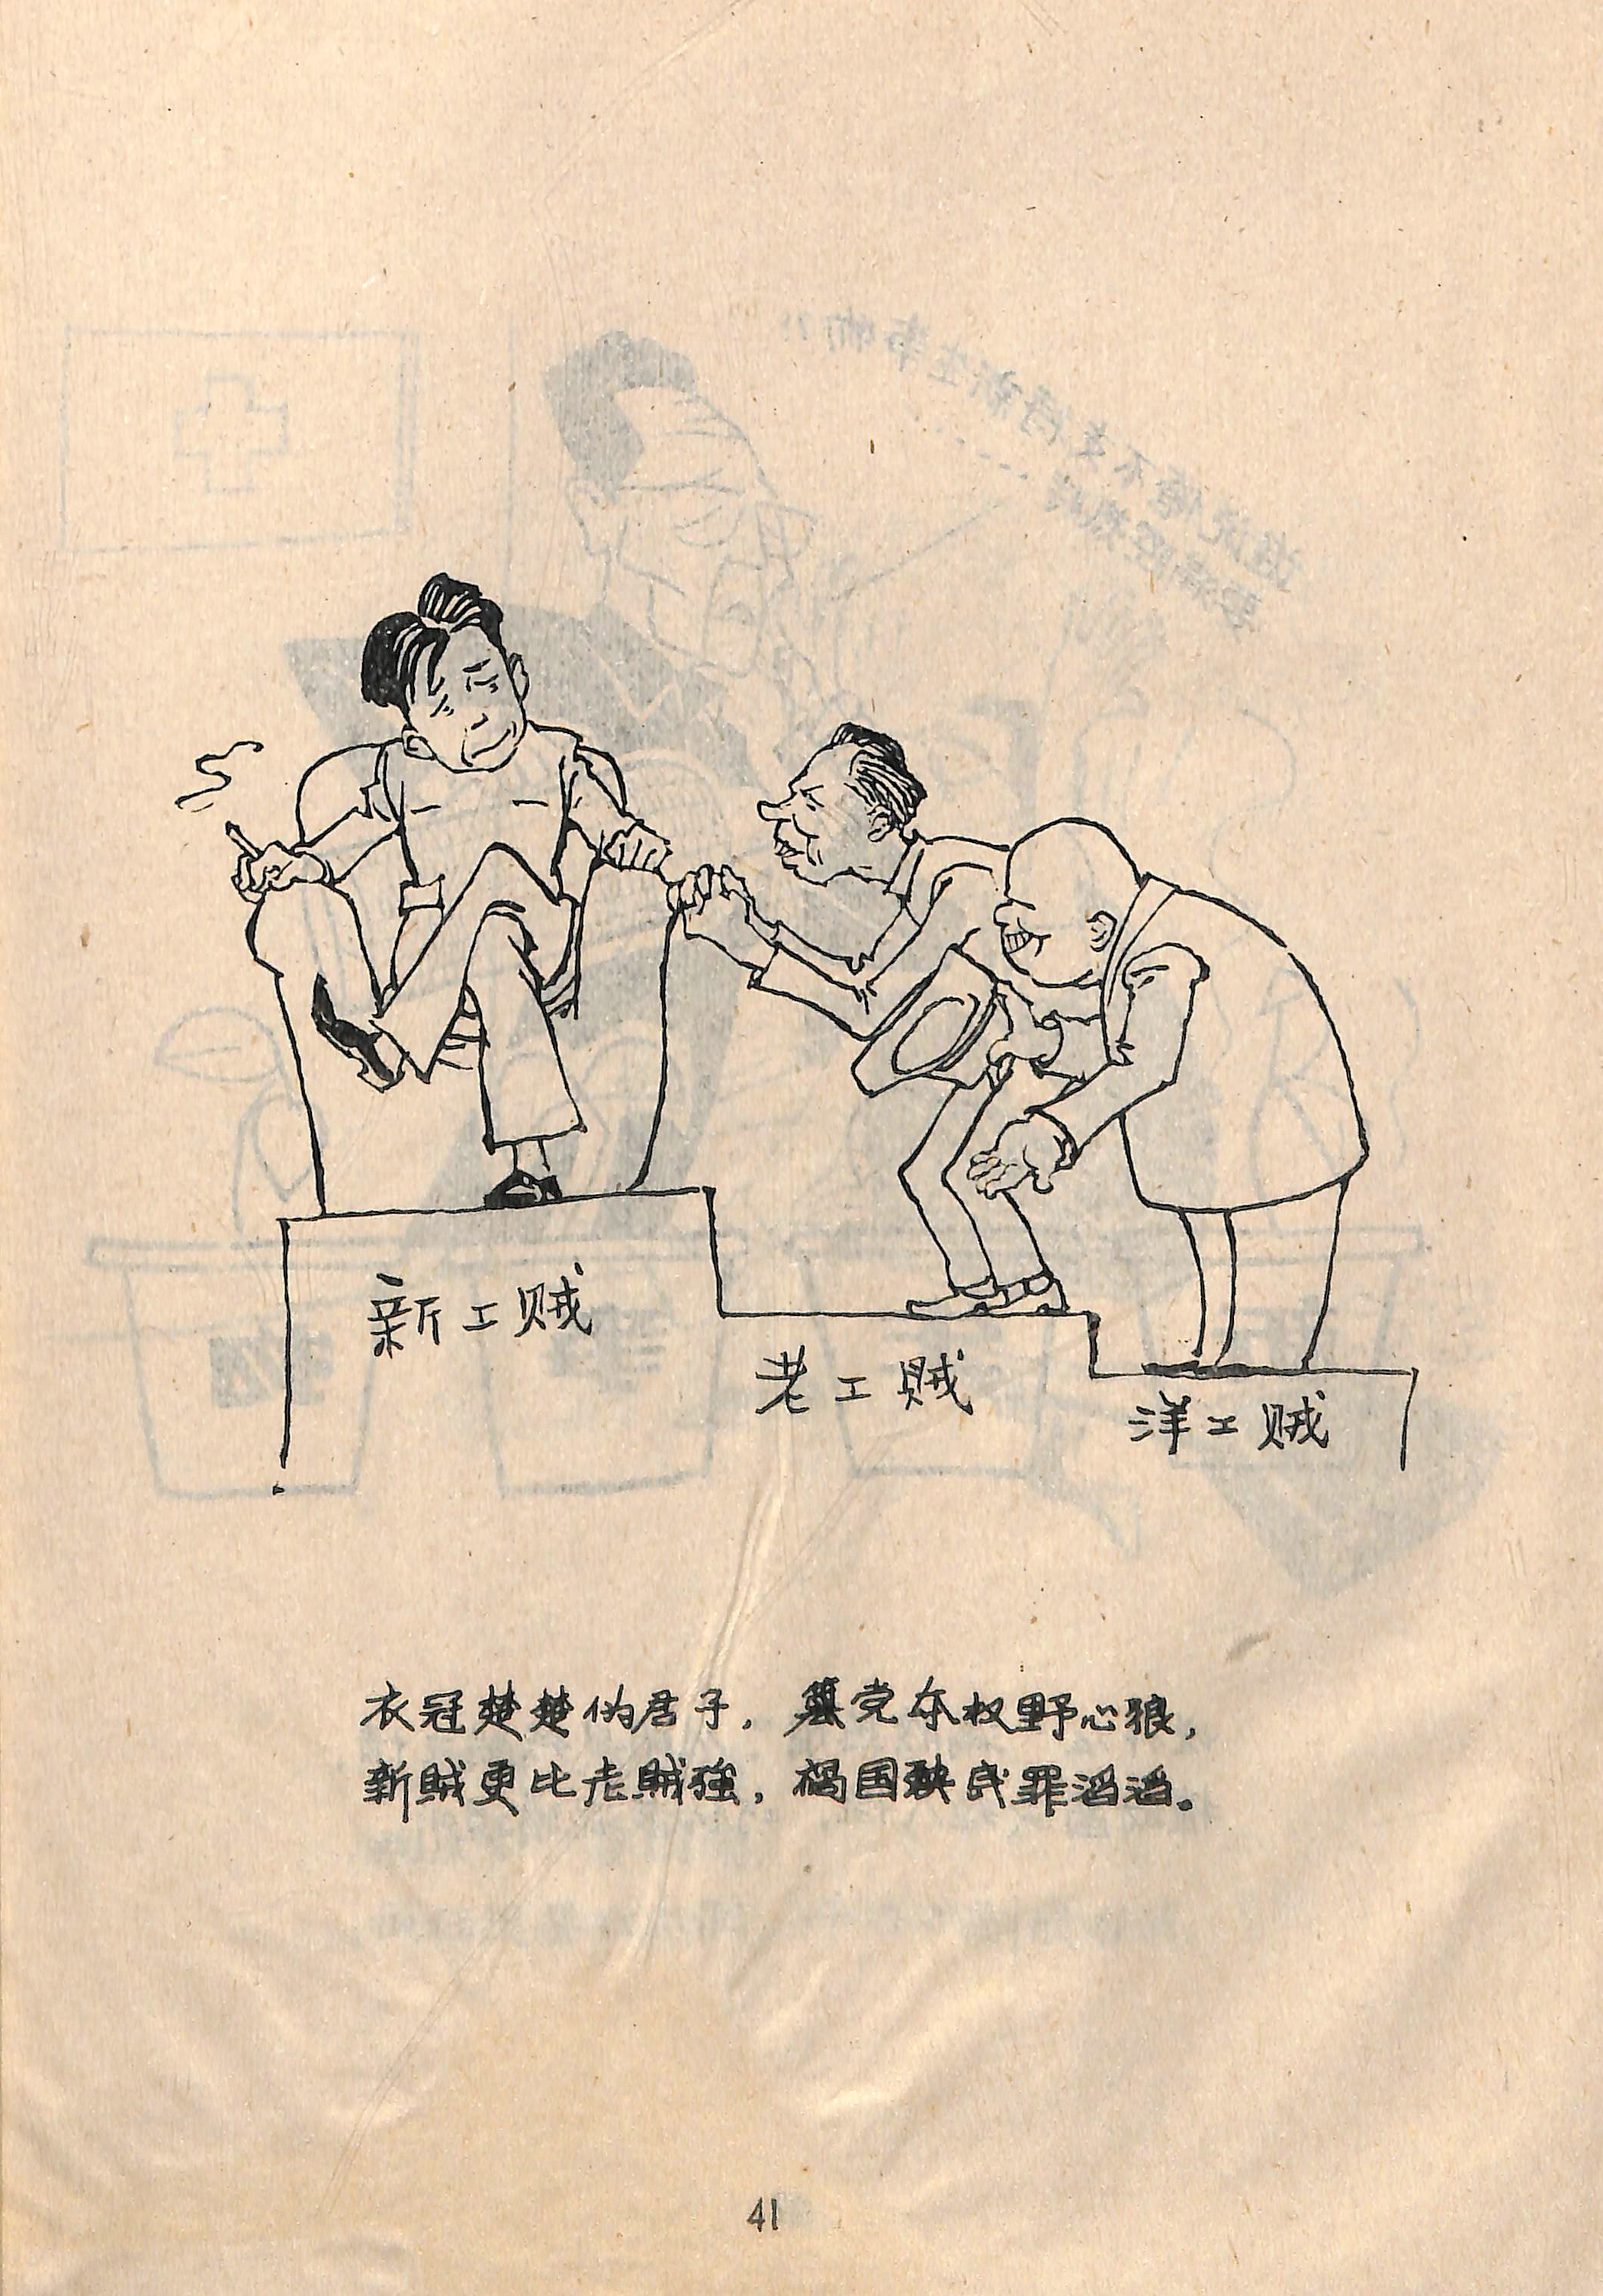 新工贼
老工贼
洋工贼
衣冠楚楚伪君子，篡党夺权野心狼，
新贼更比老贼強，祸国殃民罪滔滔。
41